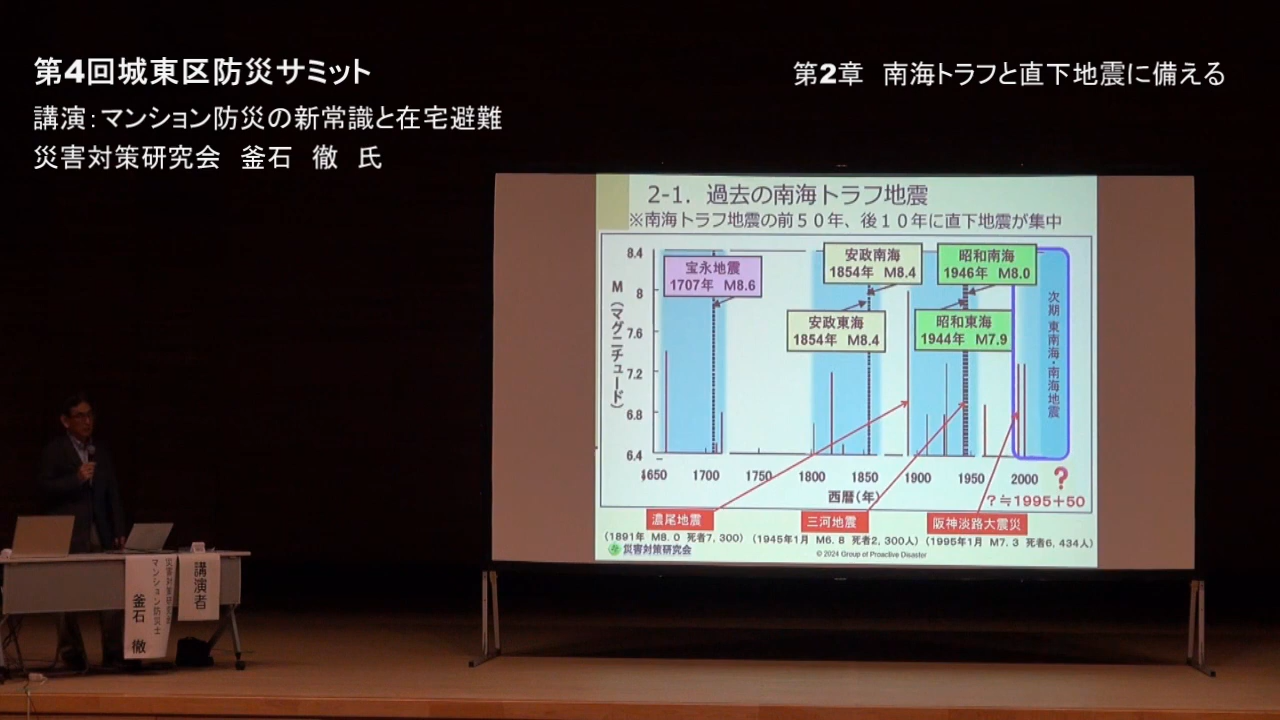 第4回城東区防災サミット
講演：マンション防災の新常識と在宅避難
災害対策研究会　釜石　徹　氏
第2章　南海トラフと直下地震に備える
2-1. 過去の南海トラフ地震
※南海トラフ地震の前５０年、後１０年に直下地震が集中
8.4
8
7.6
7.2
6.8
6.4
M（マグニチュード）
宝永地震
1707年 M8.6
安政南海
1854年 M8.4
安政東海
1854年 M8.4
昭和南海
1946年 M8.0
昭和東海
1944年 M7.9
次期 東南海・南海地震
1650 1700 1750 1800 1850 1900 1950 2000 ?
西暦(年)
？≒1995＋50
濃尾地震
(1891年 M8.0 死者7,300)
三河地震
(1945年1月 M6.8 死者2,300人)
阪神淡路大震災
(1995年1月 M7.3 死者6,434人)
災害対策研究会
© 2024 Group of Proactive Disaster
災害対策研究会
マンション防災士
釜石 徹
講演者